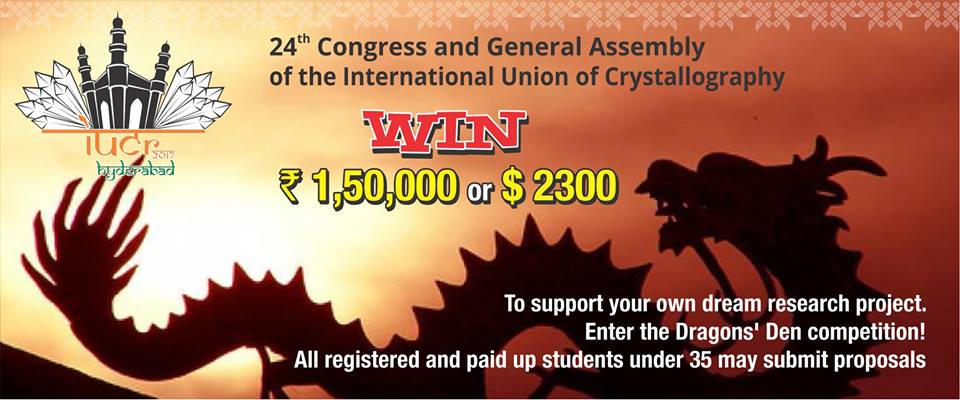 24th Congress and General Assembly
of the International Union of Crystallography
iUCr
2017
hyderabad
WIN
₹ 1,50,000 or $ 2300
To support your own dream research project.
Enter the Dragons' Den competition!
All registered and paid up students under 35 may submit proposals